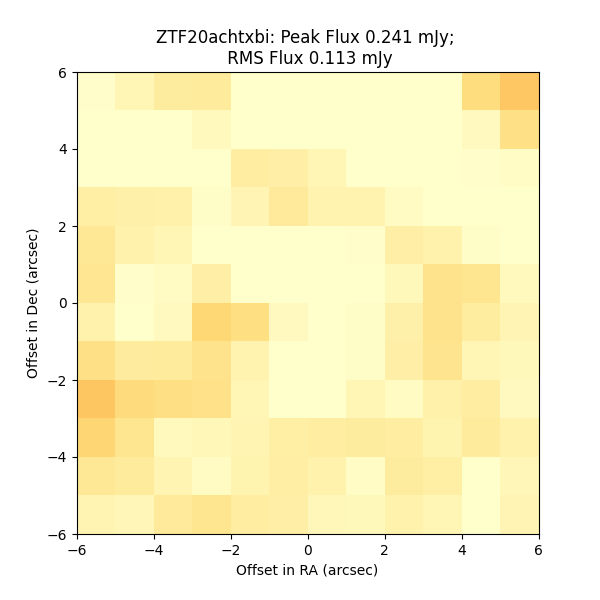 ZTF20achtxbi: Peak Flux 0.241 mJy;
RMS Flux 0.113 mJy
6
4
2
0
−2
−4
−6
Offset in Dec (arcsec)
−6 −4 −2 0 2 4 6
Offset in RA (arcsec)